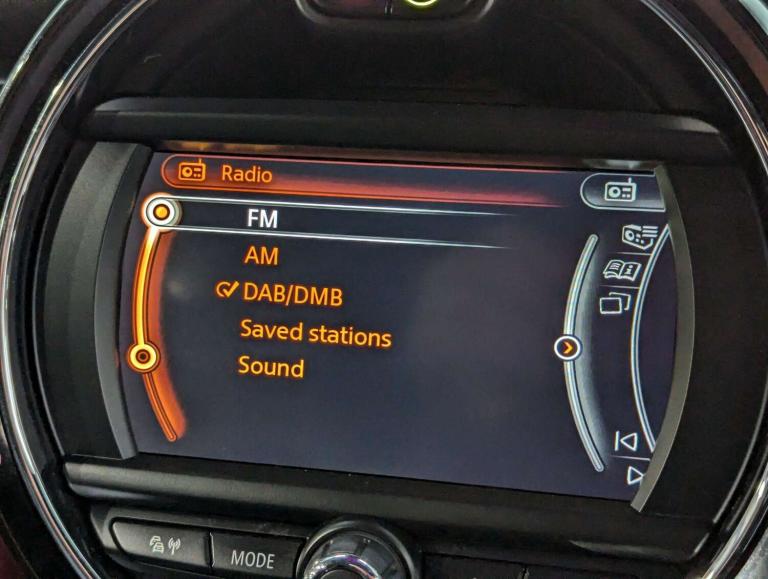 Radio
FM
AM
DAB/DMB
Saved stations
Sound
MODE